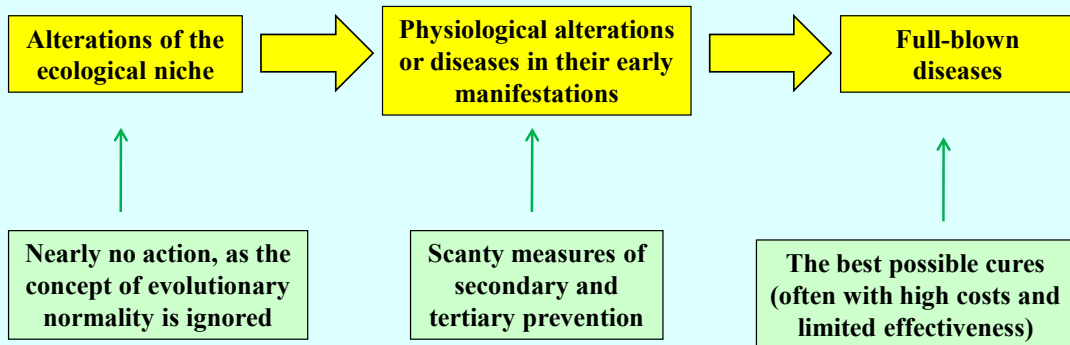 Alterations of the
ecological niche
Physiological alterations
or diseases in their early
manifestations
Full-blown
diseases
Nearly no action, as the
concept of evolutionary
normality is ignored
Scanty measures of
secondary and
tertiary prevention
The best possible cures
(often with high costs and
limited effectiveness)